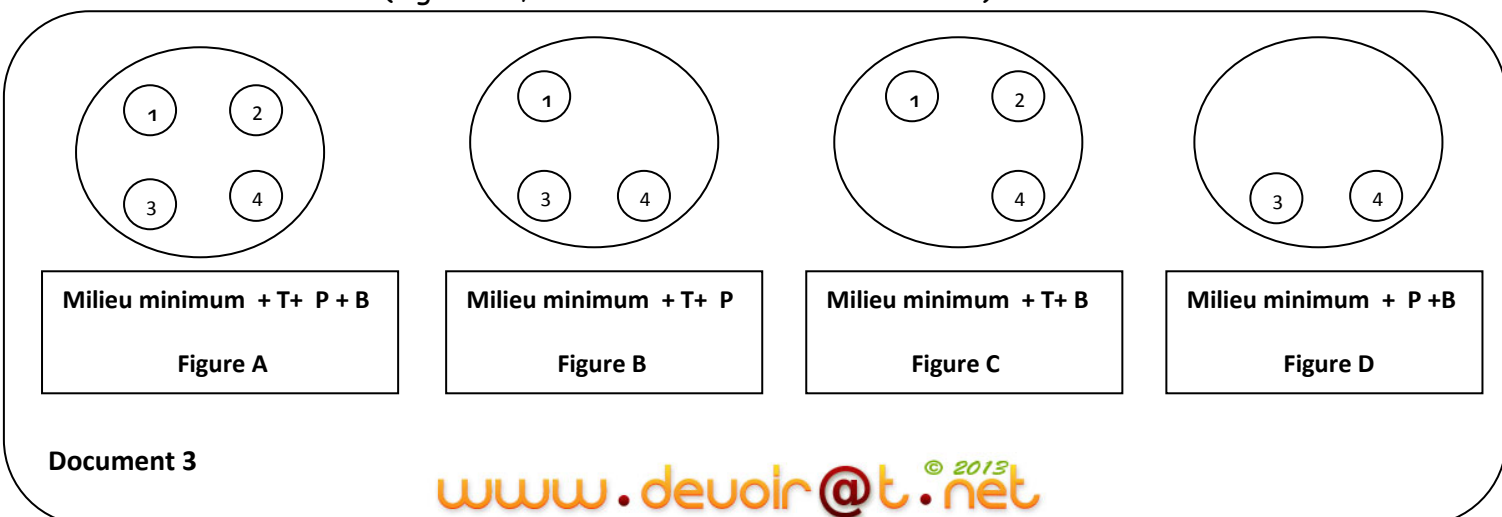 1 2
3 4
Milieu minimum + T+ P + B
Figure A
1
3 4
Milieu minimum + T+ P
Figure B
1 2
4
Milieu minimum + T+ B
Figure C
3 4
Milieu minimum + P +B
Figure D
Document 3
www.devoir@t.net
© 2013